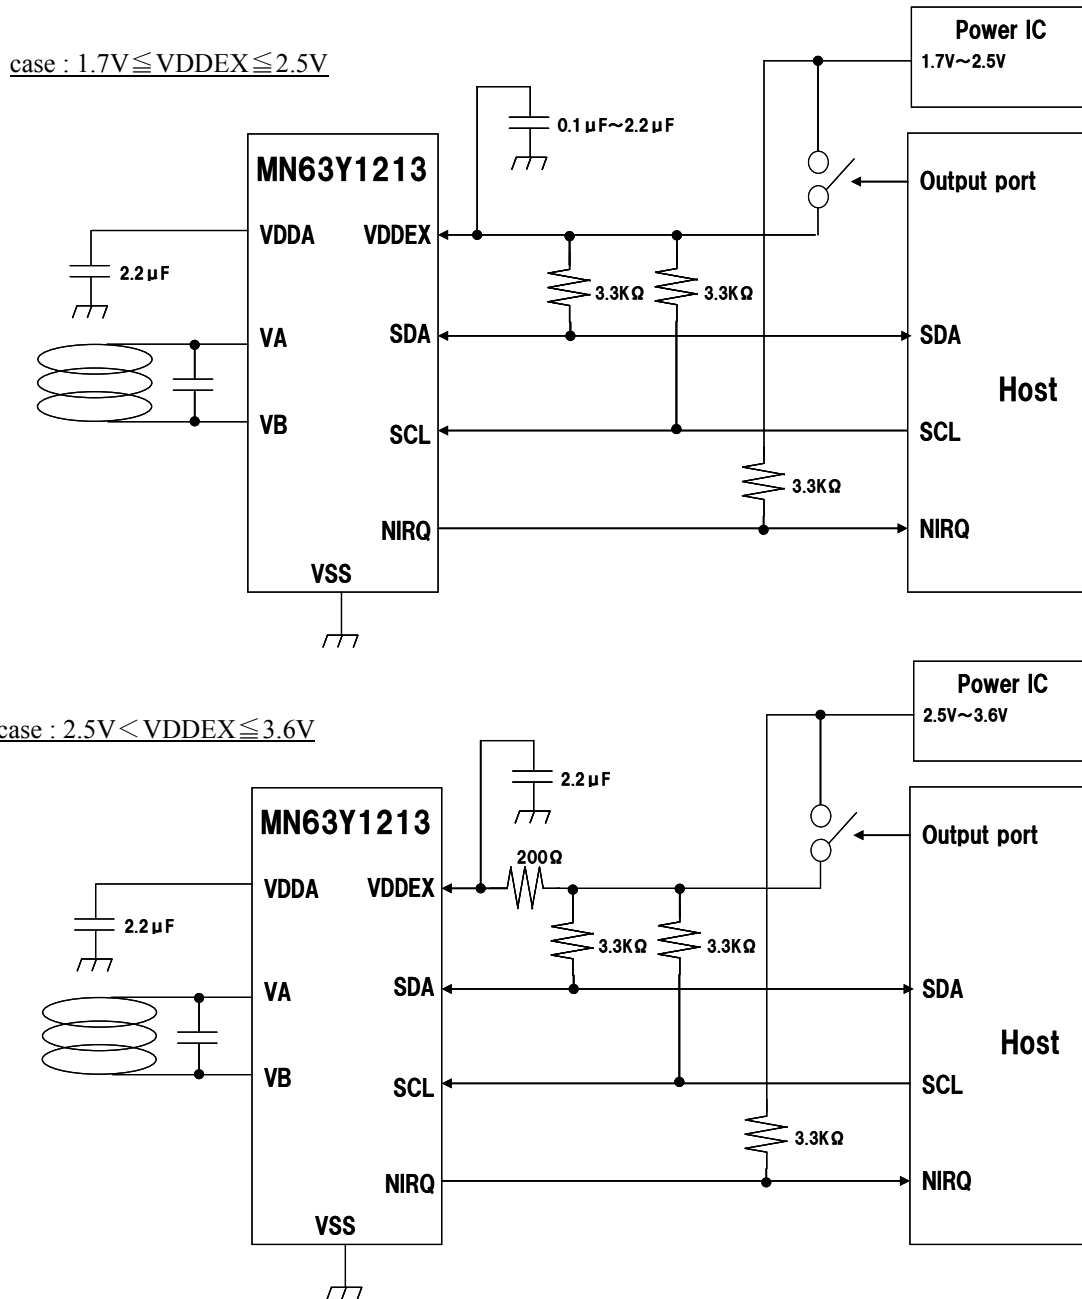 case : 1.7V≦VDDEX≦2.5V
Power IC
1.7V~2.5V
0.1μF~2.2μF
MN63Y1213
Output port
VDDA
VDDEX
2.2μF
3.3KΩ
3.3KΩ
VA
SDA
SDA
Host
VB
SCL
SCL
3.3KΩ
NIRQ
NIRQ
VSS
case : 2.5V<VDDEX≦3.6V
Power IC
2.5V~3.6V
2.2μF
MN63Y1213
Output port
200Ω
VDDA
VDDEX
2.2μF
3.3KΩ
3.3KΩ
VA
SDA
SDA
Host
VB
SCL
SCL
3.3KΩ
NIRQ
NIRQ
VSS